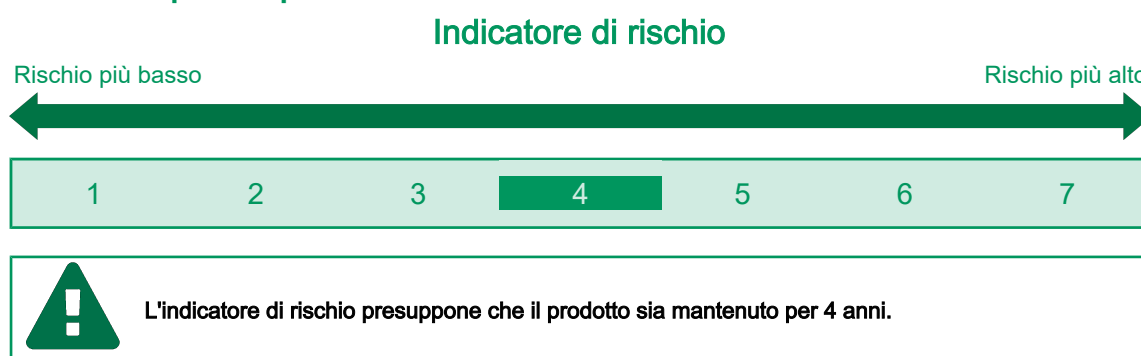 Indicatore di rischio
Rischio più basso
Rischio più alto
1 2 3 4 5 6 7
L'indicatore di rischio presuppone che il prodotto sia mantenuto per 4 anni.